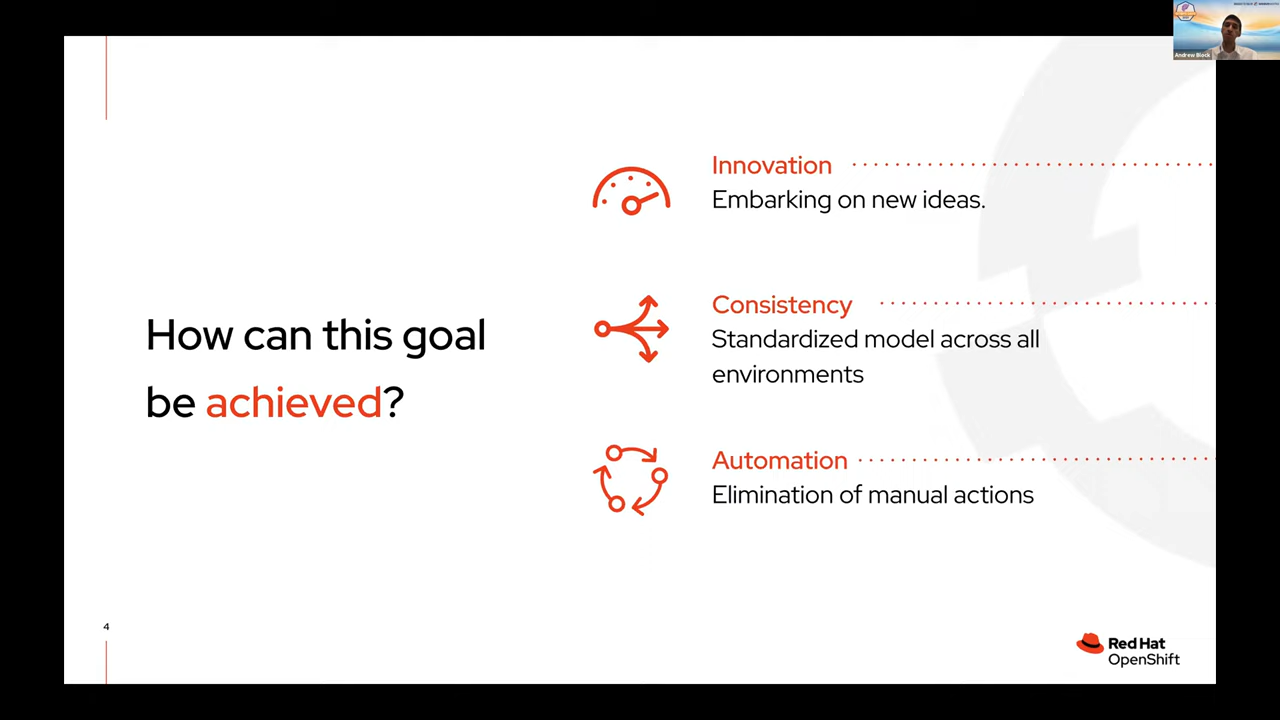 How can this goal
be achieved?
Innovation
Embarking on new ideas.
Consistency
Standardized model across all
environments
Automation
Elimination of manual actions
4
Red Hat
OpenShift
Andrew Block